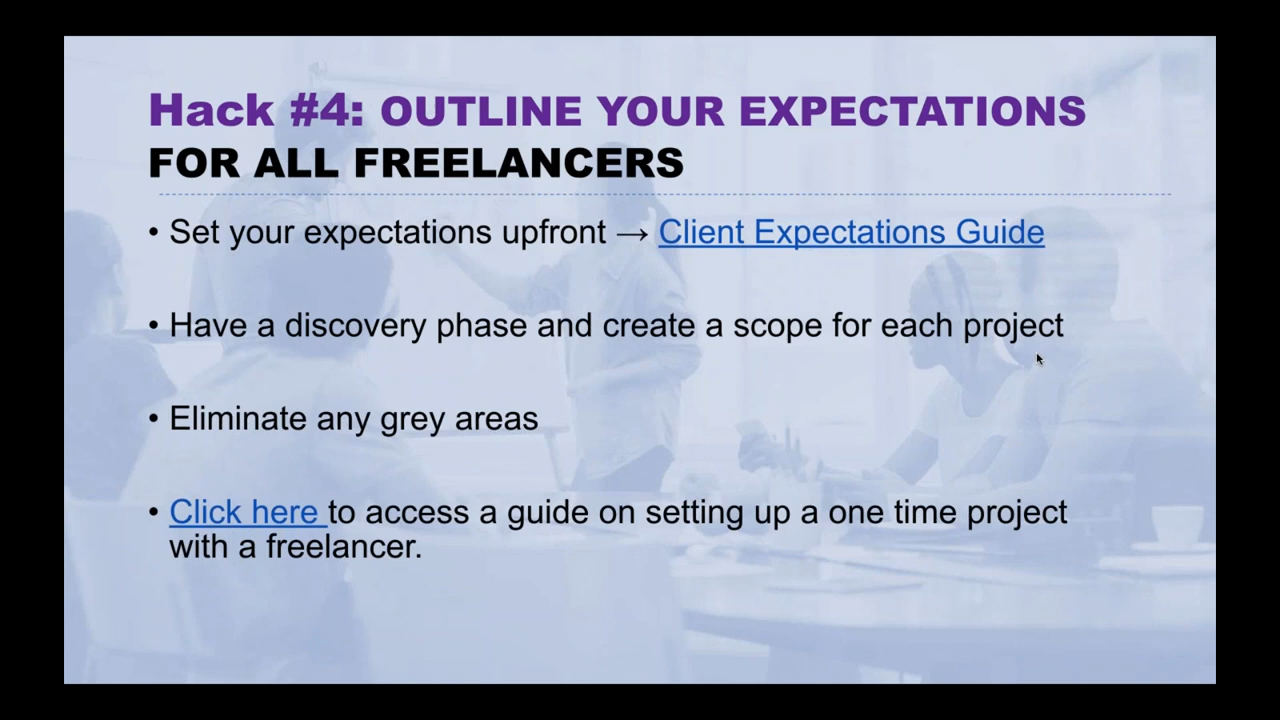 Hack #4: OUTLINE YOUR EXPECTATIONS
FOR ALL FREELANCERS
• Set your expectations upfront → Client Expectations Guide
• Have a discovery phase and create a scope for each project
• Eliminate any grey areas
• Click here to access a guide on setting up a one time project
with a freelancer.